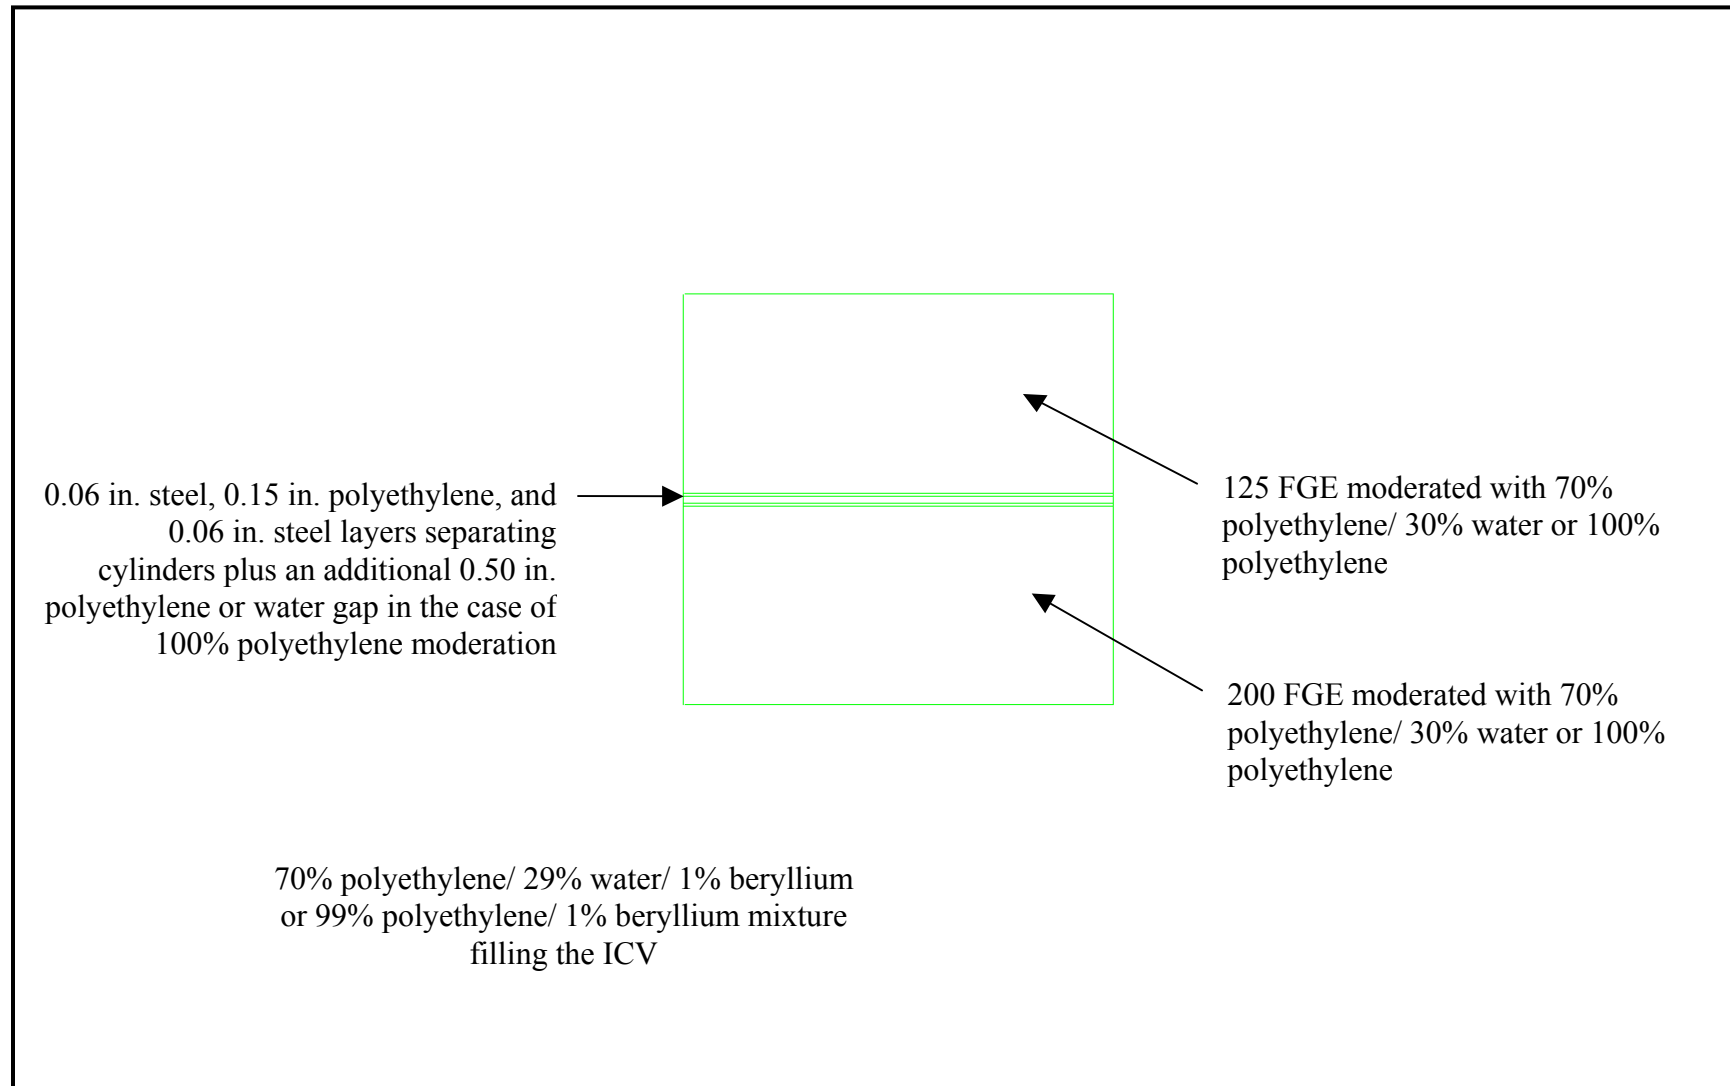 0.06 in. steel, 0.15 in. polyethylene, and
0.06 in. steel layers separating
cylinders plus an additional 0.50 in.
polyethylene or water gap in the case of
100% polyethylene moderation
125 FGE moderated with 70%
polyethylene/ 30% water or 100%
polyethylene
200 FGE moderated with 70%
polyethylene/ 30% water or 100%
polyethylene
70% polyethylene/ 29% water/ 1% beryllium
or 99% polyethylene/ 1% beryllium mixture
filling the ICV